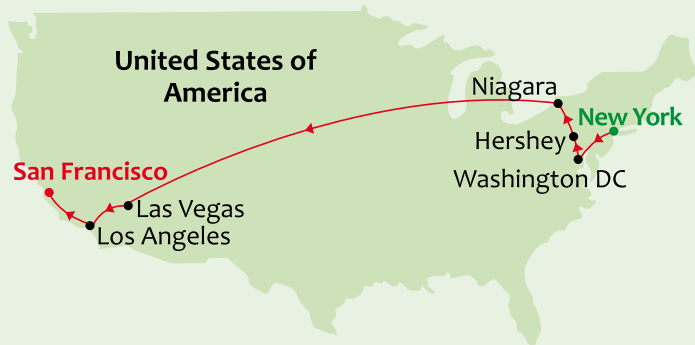 United States of
America
Niagara
New York
Hershey
Washington DC
San Francisco
Las Vegas
Los Angeles